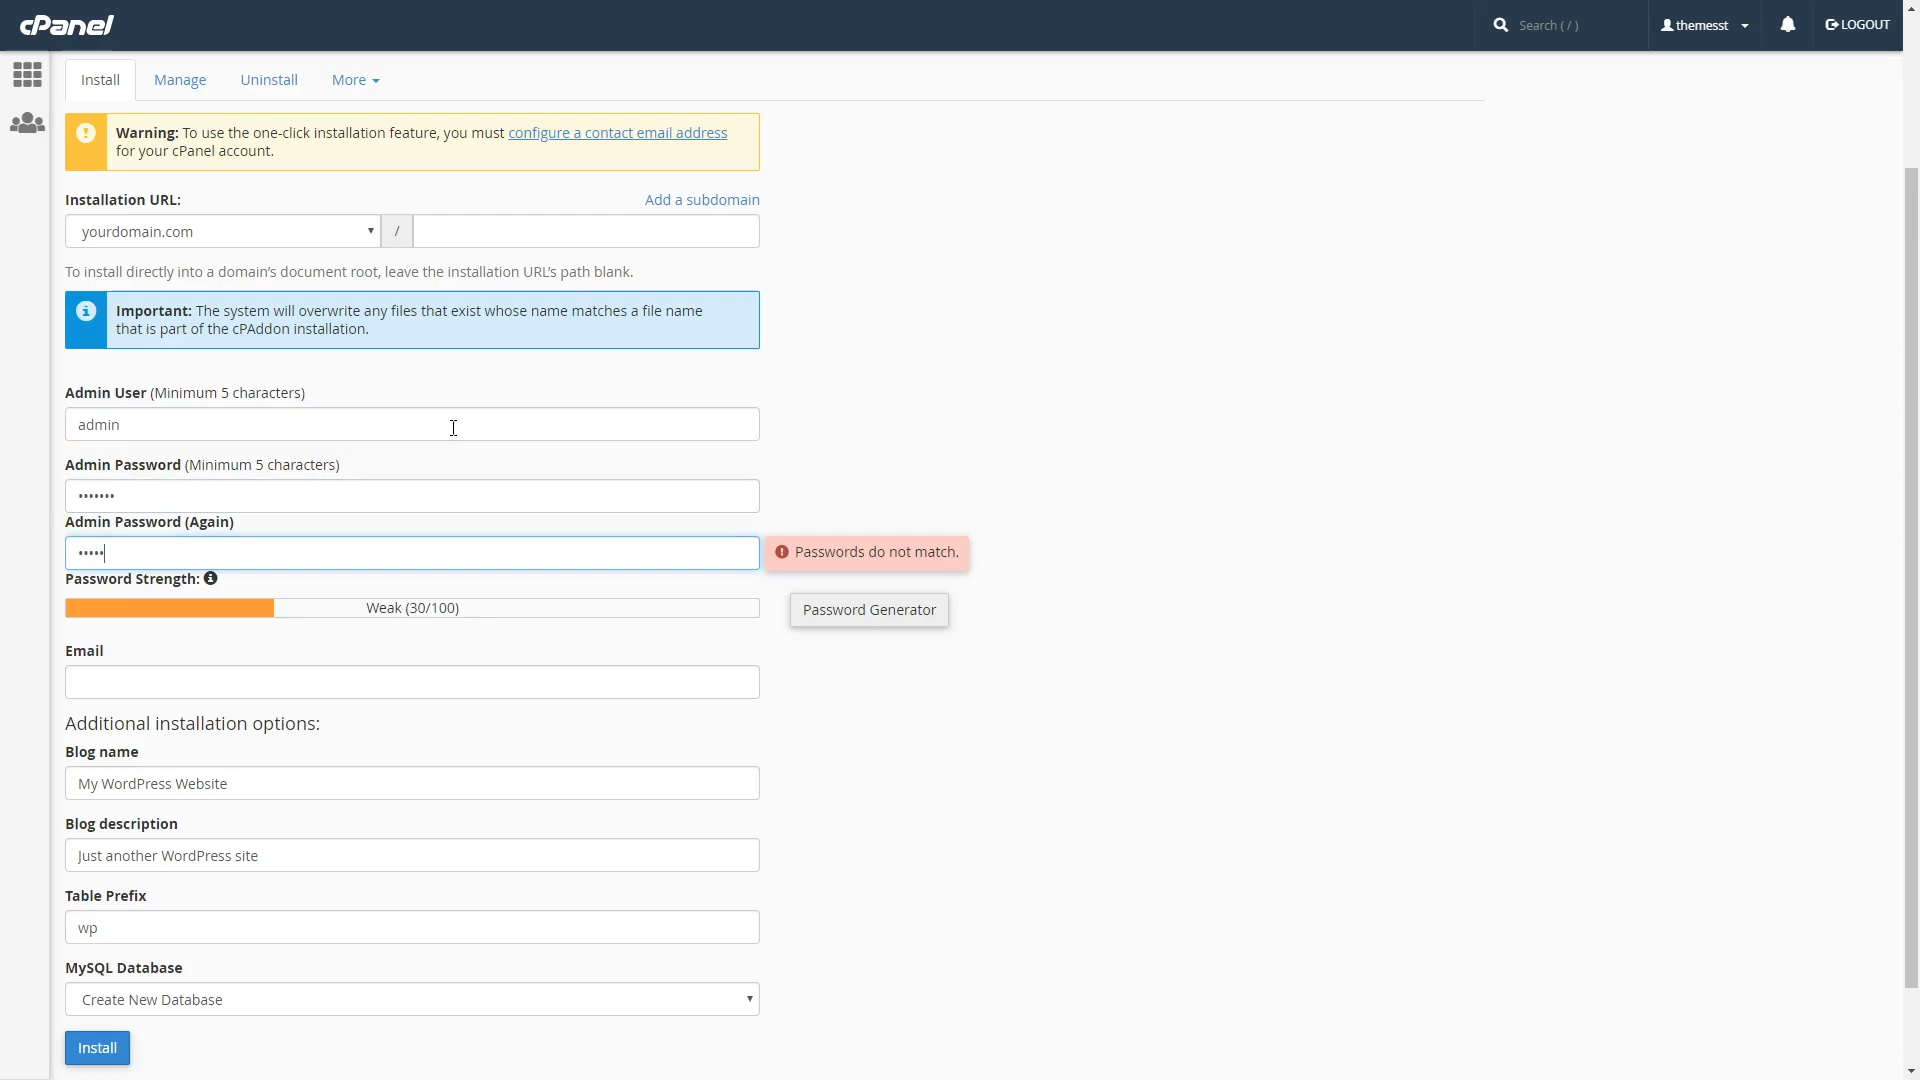 cPanel
Search ( / )
themesst
LOGOUT
Install
Manage
Uninstall
More
Warning: To use the one-click installation feature, you must configure a contact email address
for your cPanel account.
Installation URL:
Add a subdomain
yourdomain.com
/
To install directly into a domain’s document root, leave the installation URL’s path blank.
Important: The system will overwrite any files that exist whose name matches a file name
that is part of the cPAddon installation.
Admin User (Minimum 5 characters)
admin
Admin Password (Minimum 5 characters)
•••••••
Admin Password (Again)
•••••
Passwords do not match.
Password Strength:
Weak (30/100)
Password Generator
Email
Additional installation options:
Blog name
My WordPress Website
Blog description
Just another WordPress site
Table Prefix
wp
MySQL Database
Create New Database
Install